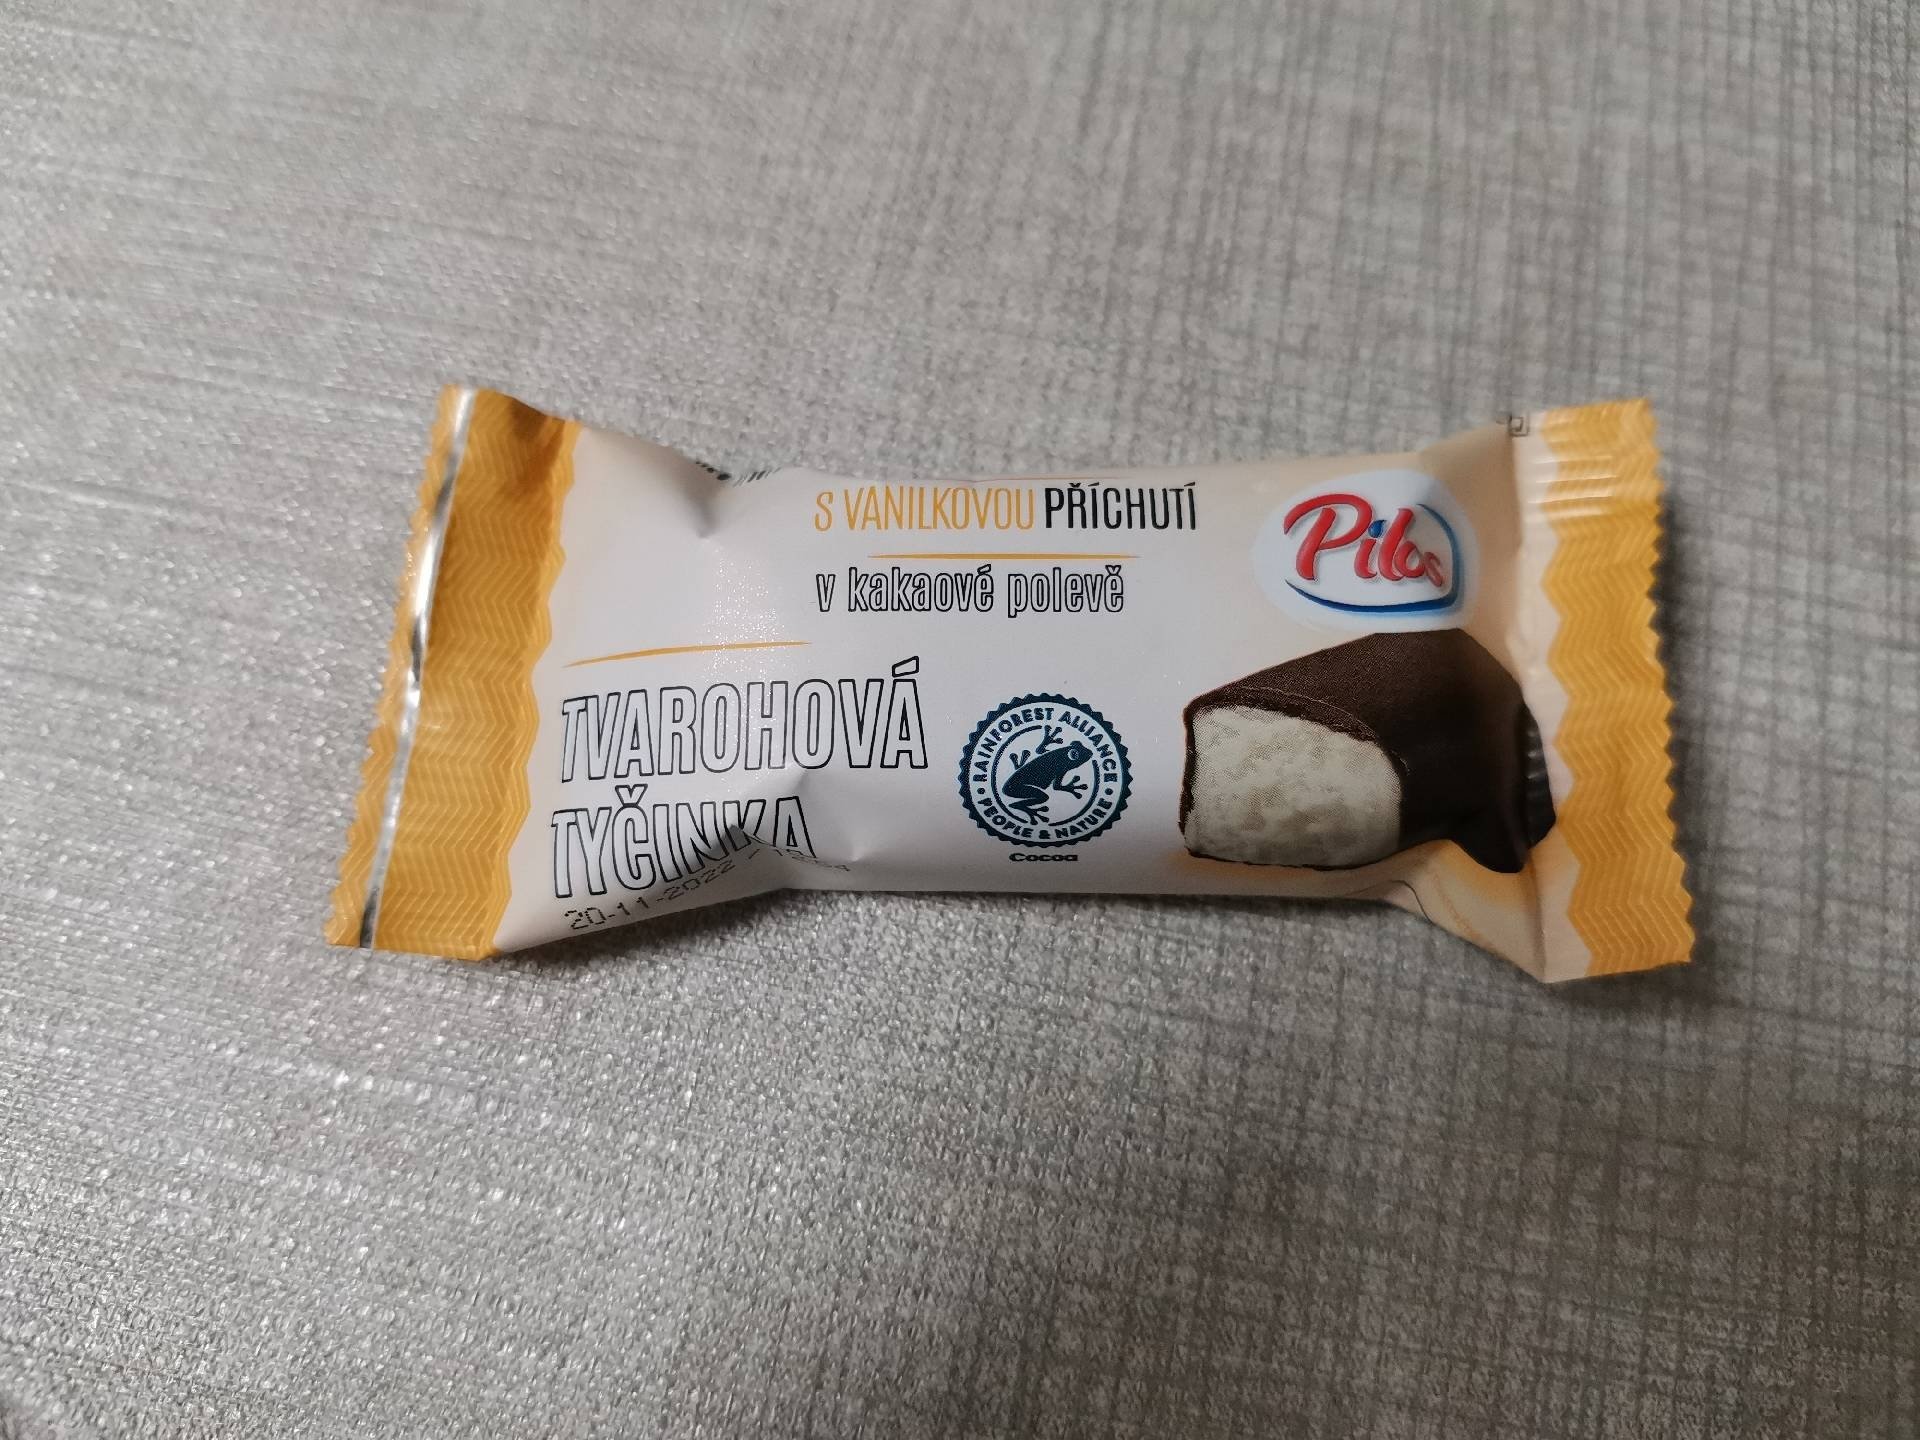 S VANILKOVOU PŘÍCHUTÍ
v kakaové polevě
Pilos
TVAROHOVÁ
TYČINKA
RAINFOREST ALLIANCE
PEOPLE & NATURE
Cocoa
20-11-2022 /